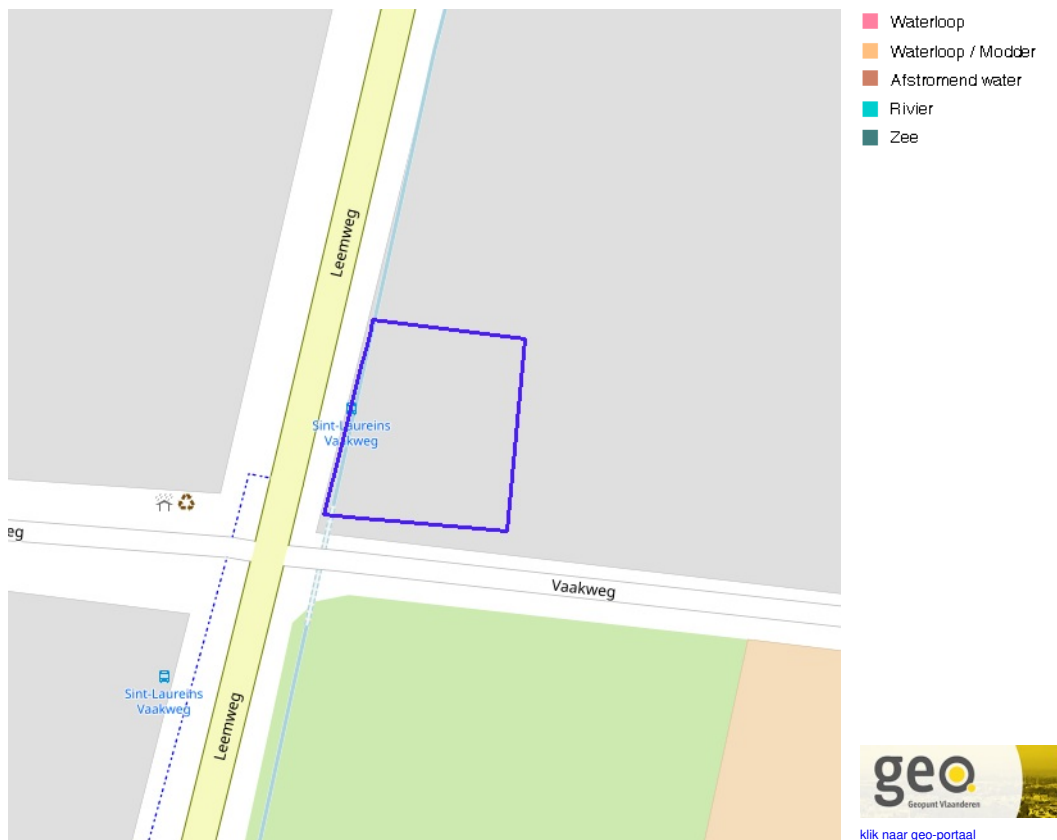 Leemweg
Sint-Laureins
Vaakweg
eg
Vaakweg
Sint-Laureins
Vaakweg
Leemweg
Waterloop
Waterloop / Modder
Afstromend water
Rivier
Zee
geo.
Geopunt Vlaanderen
klik naar geo-portaal